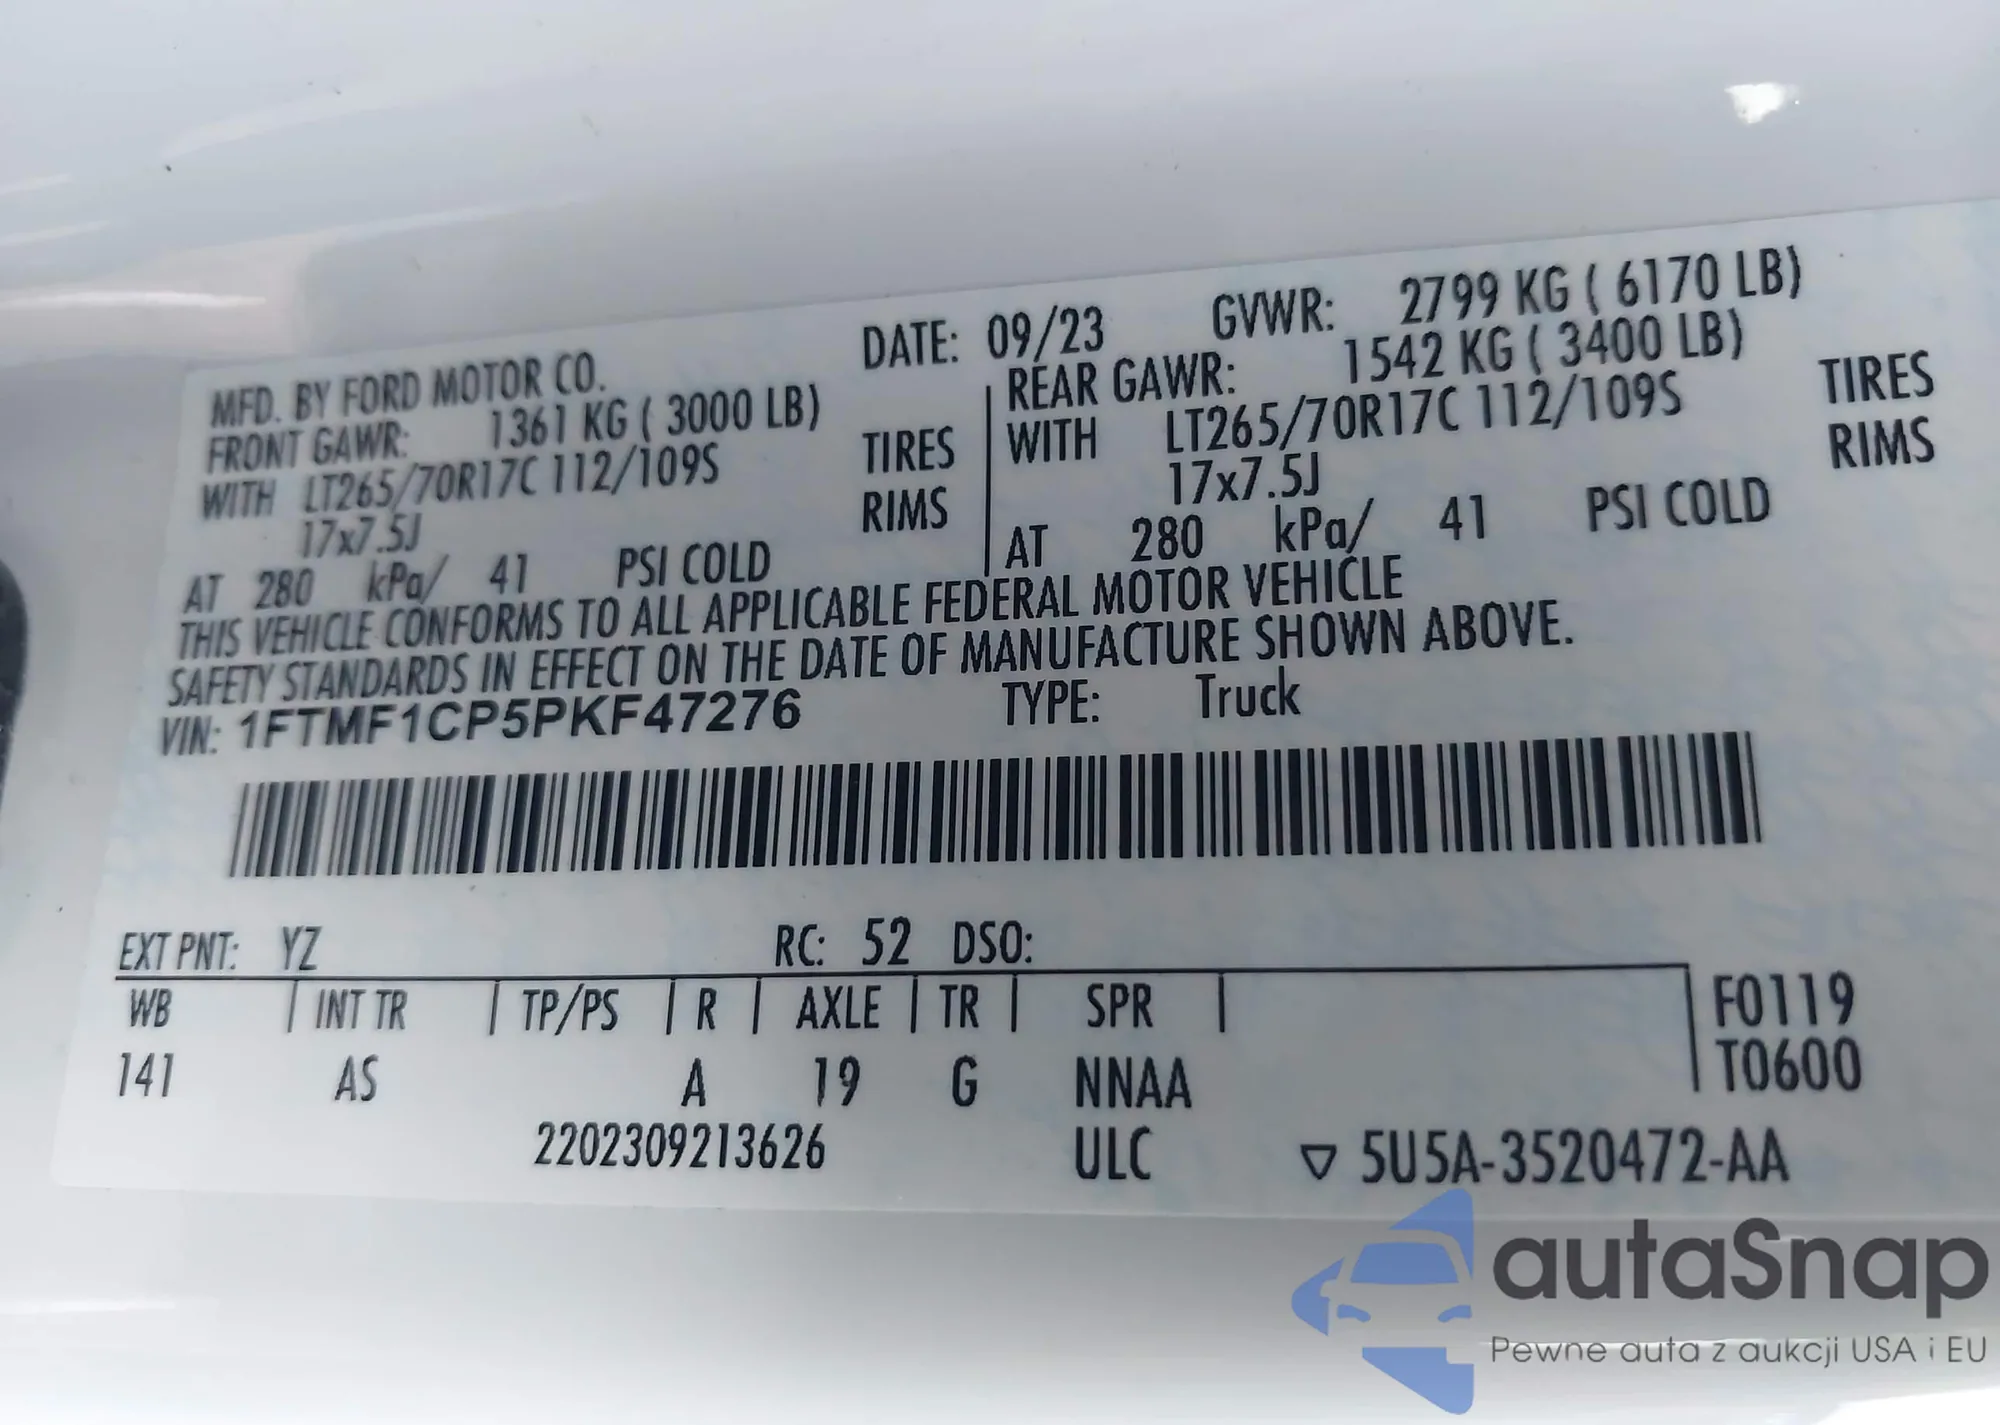 MFD. BY FORD MOTOR CO. DATE: 09/23 GVWR: 2799 KG ( 6170 LB)
FRONT GAWR: 1361 KG ( 3000 LB) REAR GAWR: 1542 KG ( 3400 LB)
WITH LT265/70R17C 112/109S TIRES WITH LT265/70R17C 112/109S TIRES
17x7.5J RIMS 17x7.5J RIMS
AT 280 kPa/ 41 PSI COLD AT 280 kPa/ 41 PSI COLD
THIS VEHICLE CONFORMS TO ALL APPLICABLE FEDERAL MOTOR VEHICLE
SAFETY STANDARDS IN EFFECT ON THE DATE OF MANUFACTURE SHOWN ABOVE.
VIN: 1FTMF1CP5PKF47276 TYPE: Truck
EXT PNT: YZ RC: 52 DSO:
WB | INT TR | TP/PS | R | AXLE | TR | SPR | F0119
141 AS A 19 G NNAA T0600
2202309213626 ULC ▽ 5U5A-3520472-AA
autaSnap
Pewne auta z aukcji USA i EU